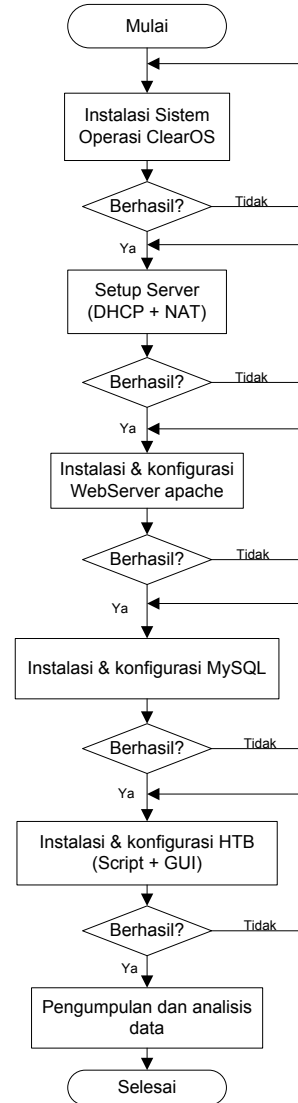 Mulai
Instalasi Sistem
Operasi ClearOS
Berhasil?
Tidak
Ya
Setup Server
(DHCP + NAT)
Berhasil?
Tidak
Ya
Instalasi & konfigurasi
WebServer apache
Berhasil?
Tidak
Ya
Instalasi & konfigurasi MySQL
Berhasil?
Tidak
Ya
Instalasi & konfigurasi HTB
(Script + GUI)
Berhasil?
Tidak
Ya
Pengumpulan dan analisis
data
Selesai